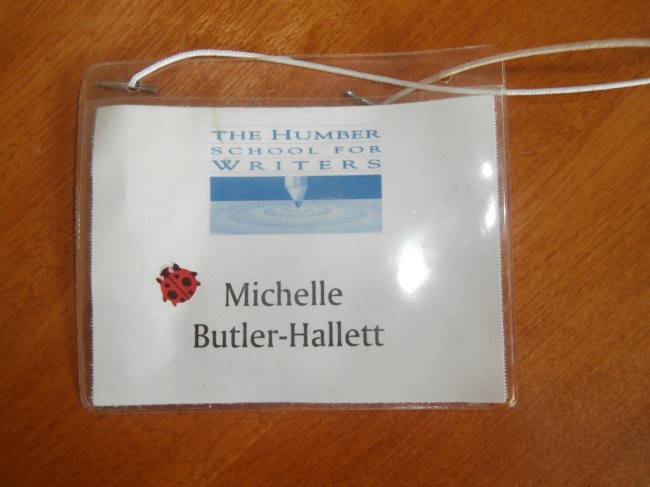 THE HUMBER
SCHOOL FOR
WRITERS
Michelle
Butler-Hallett